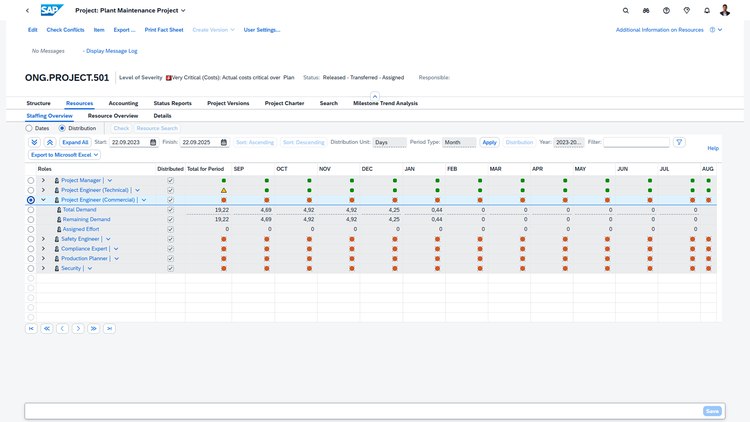 SAP Project: Plant Maintenance Project
Edit Check Conflicts Item Export ... Print Fact Sheet Create Version User Settings... Additional Information on Resources
No Messages - Display Message Log
ONG.PROJECT.501 Level of Severity Very Critical (Costs): Actual costs critical over Plan Status: Released - Transferred - Assigned Responsible:
Structure Resources Accounting Status Reports Project Versions Project Charter Search Milestone Trend Analysis
Staffing Overview Resource Overview Details
Dates Distribution Check Resource Search
Expand All Start: 22.09.2023 Finish: 22.09.2025 Sort: Ascending Sort: Descending Distribution Unit: Days Period Type: Month Apply Distribution Year: 2023-20... Filter:
Help
Export to Microsoft Excel
Roles Distributed Total for Period SEP OCT NOV DEC JAN FEB MAR APR MAY JUN JUL AUG
Project Manager |
Project Engineer (Technical) |
Project Engineer (Commercial) |
Total Demand 19,22 4,69 4,92 4,92 4,25 0,44 0 0 0 0 0 0 0
Remaining Demand 19,22 4,69 4,92 4,92 4,25 0,44 0 0 0 0 0 0 0
Assigned Effort 0 0 0 0 0 0 0 0 0 0 0 0 0
Safety Engineer |
Compliance Expert |
Production Planner |
Security |
Save